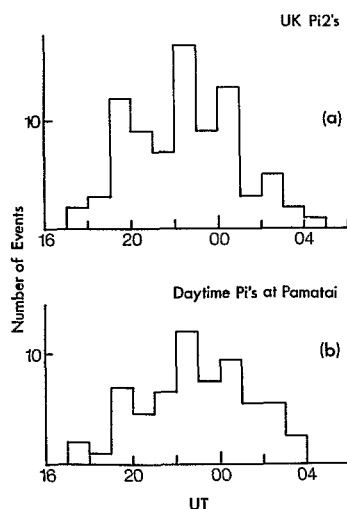 UK Pi2's
(a)
10
16 20 00 04
Number of Events
Daytime Pi's at Pamatai
(b)
10
16 20 00 04
UT